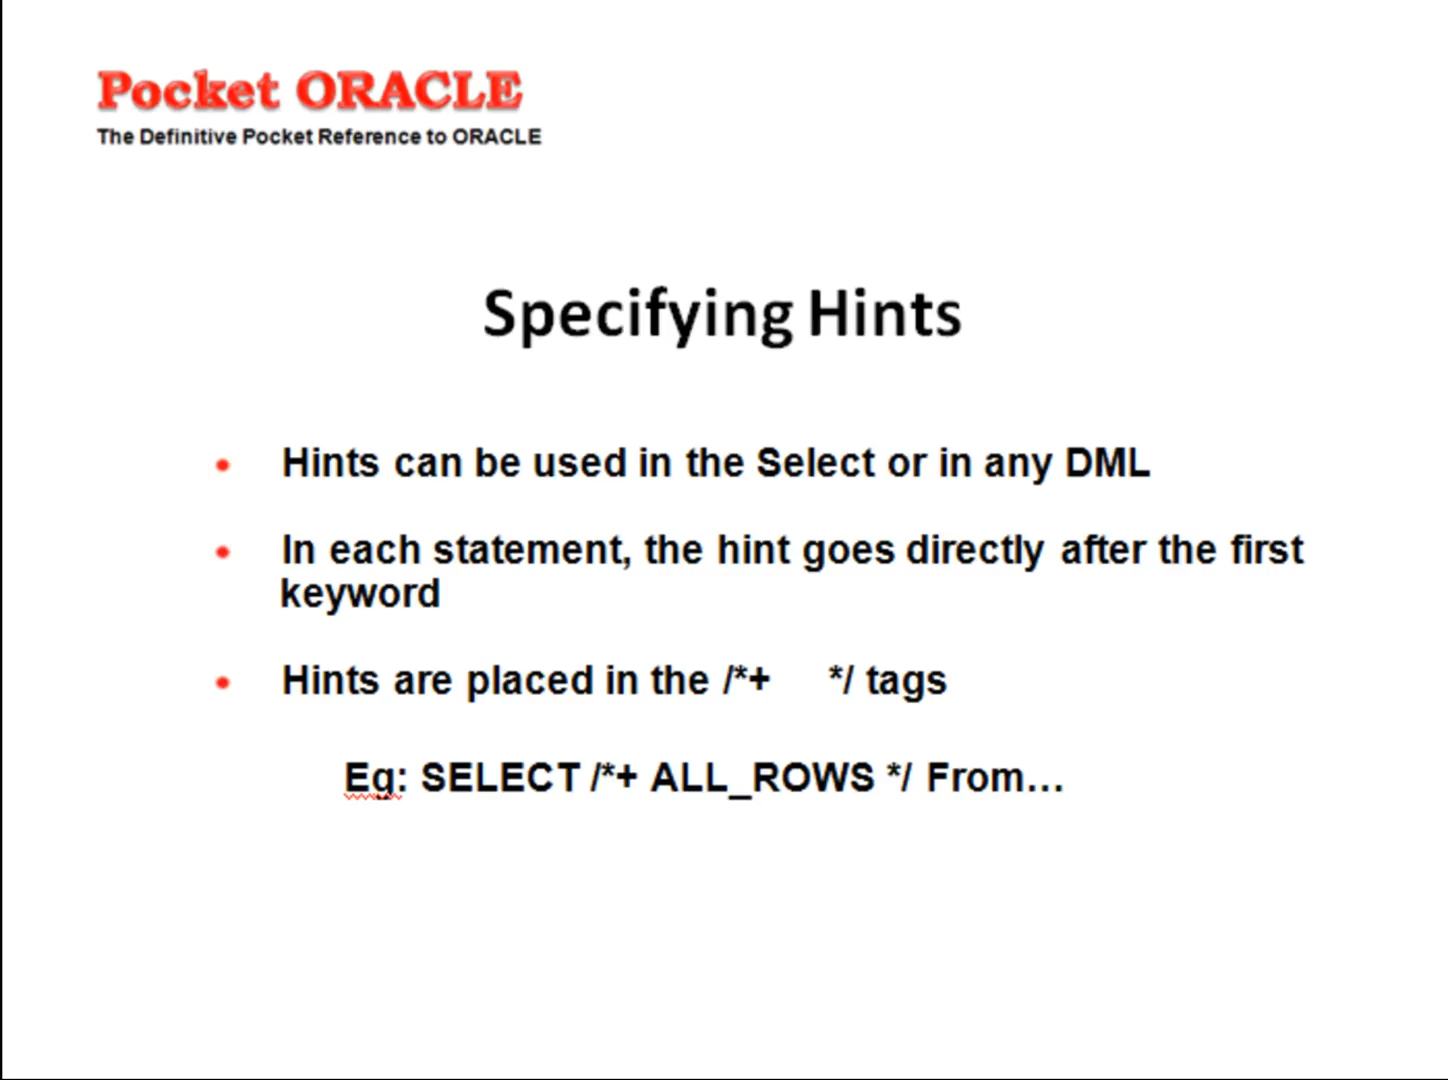 Pocket ORACLE
The Definitive Pocket Reference to ORACLE
Specifying Hints
• Hints can be used in the Select or in any DML
• In each statement, the hint goes directly after the first
keyword
• Hints are placed in the /*+     */ tags
Eg: SELECT /*+ ALL_ROWS */ From...